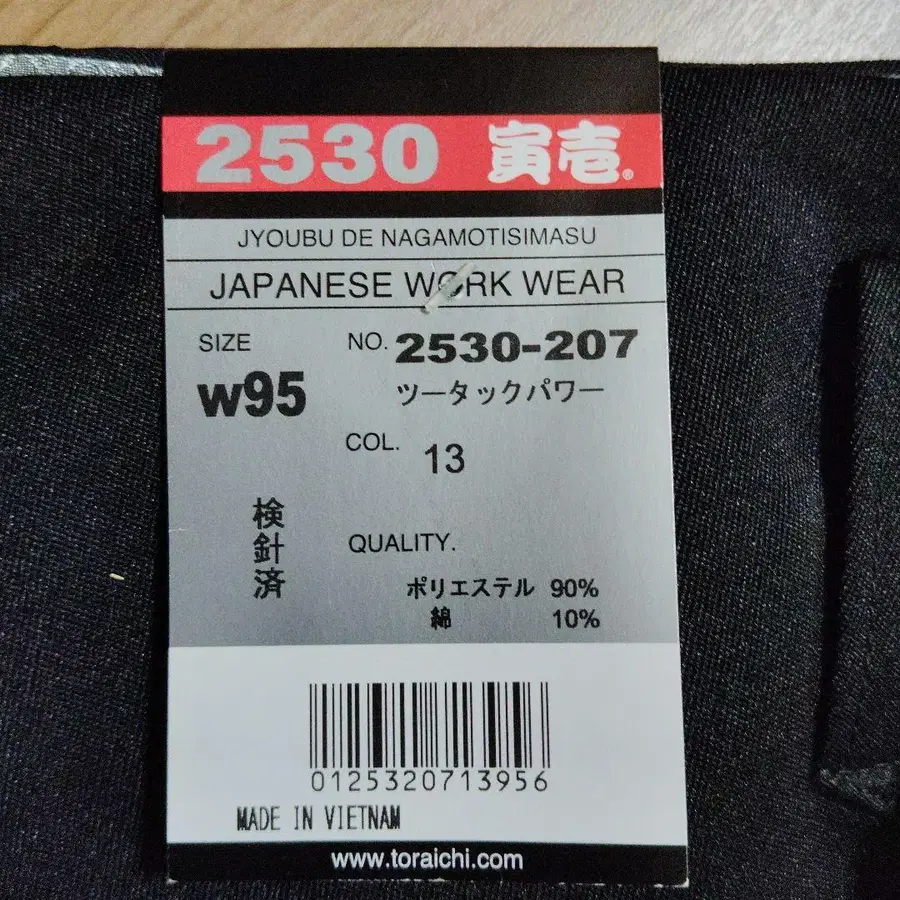 2530 寅壱®
JYOUBU DE NAGAMOTISIMASU
JAPANESE WORK WEAR
SIZE
w95
NO. 2530-207
ツータックパワー
COL. 13
検針済
QUALITY.
ポリエステル 90%
綿 10%
0125320713956
MADE IN VIETNAM
www.toraichi.com